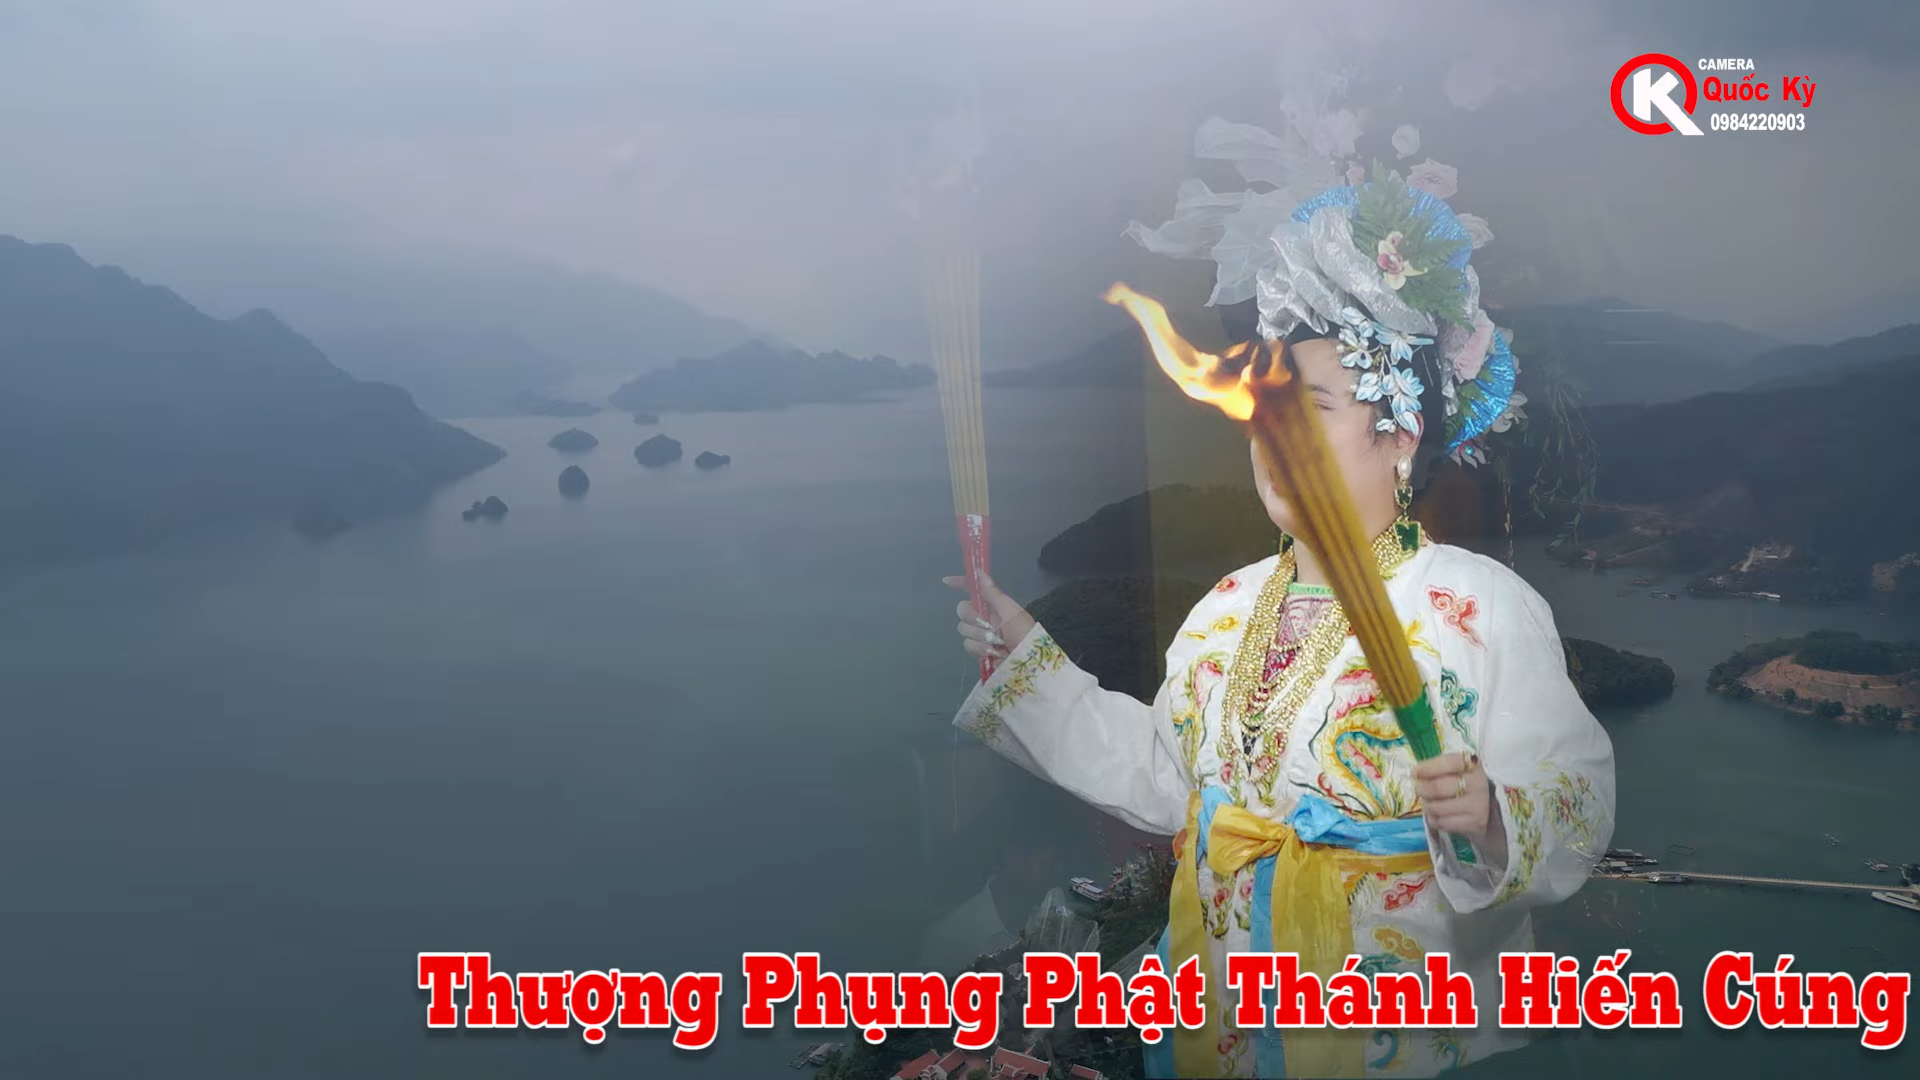 CAMERA
Quốc Kỳ
0984220903
Thượng Phụng Phật Thánh Hiến Cúng